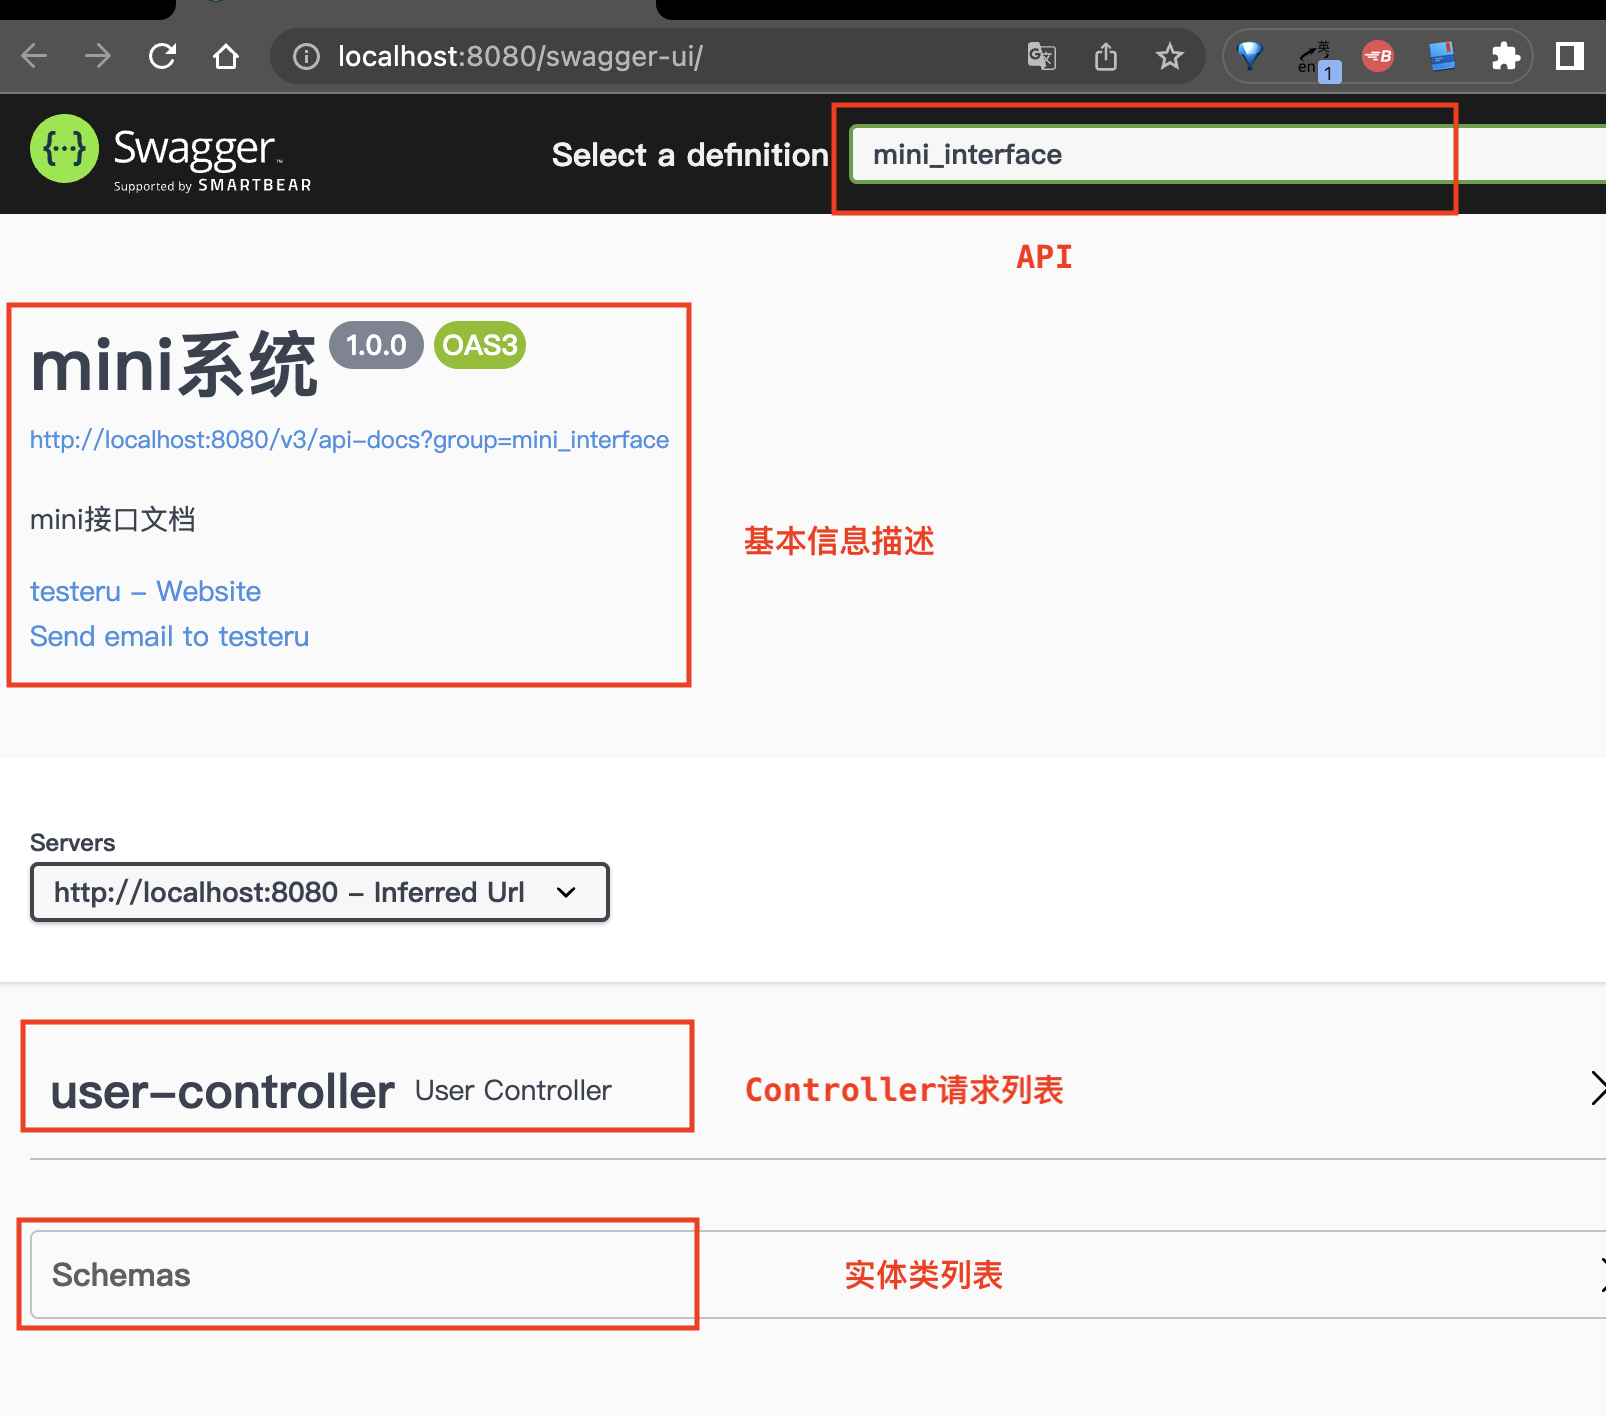 localhost:8080/swagger-ui/
英
en
1
B
{...}
Swagger™
Supported by SMARTBEAR
Select a definition
mini_interface
API
mini系统 1.0.0 OAS3
http://localhost:8080/v3/api-docs?group=mini_interface
mini接口文档
基本信息描述
testeru - Website
Send email to testeru
Servers
http://localhost:8080 - Inferred Url
user-controller User Controller
Controller请求列表
Schemas
实体类列表